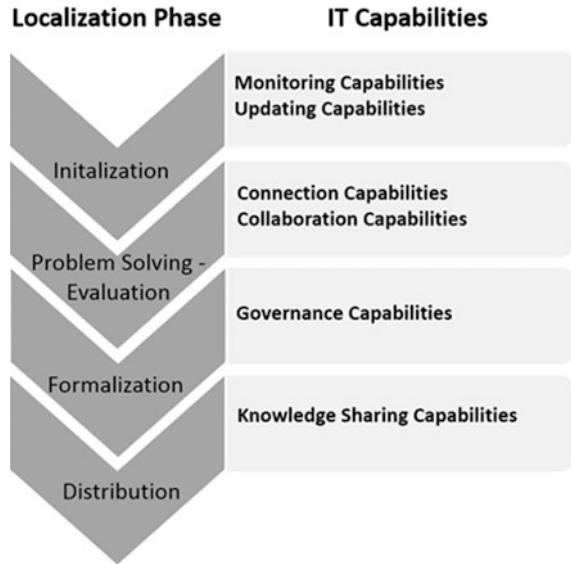 Localization Phase
IT Capabilities
Monitoring Capabilities
Updating Capabilities
Initalization
Connection Capabilities
Collaboration Capabilities
Problem Solving -
Evaluation
Governance Capabilities
Formalization
Knowledge Sharing Capabilities
Distribution